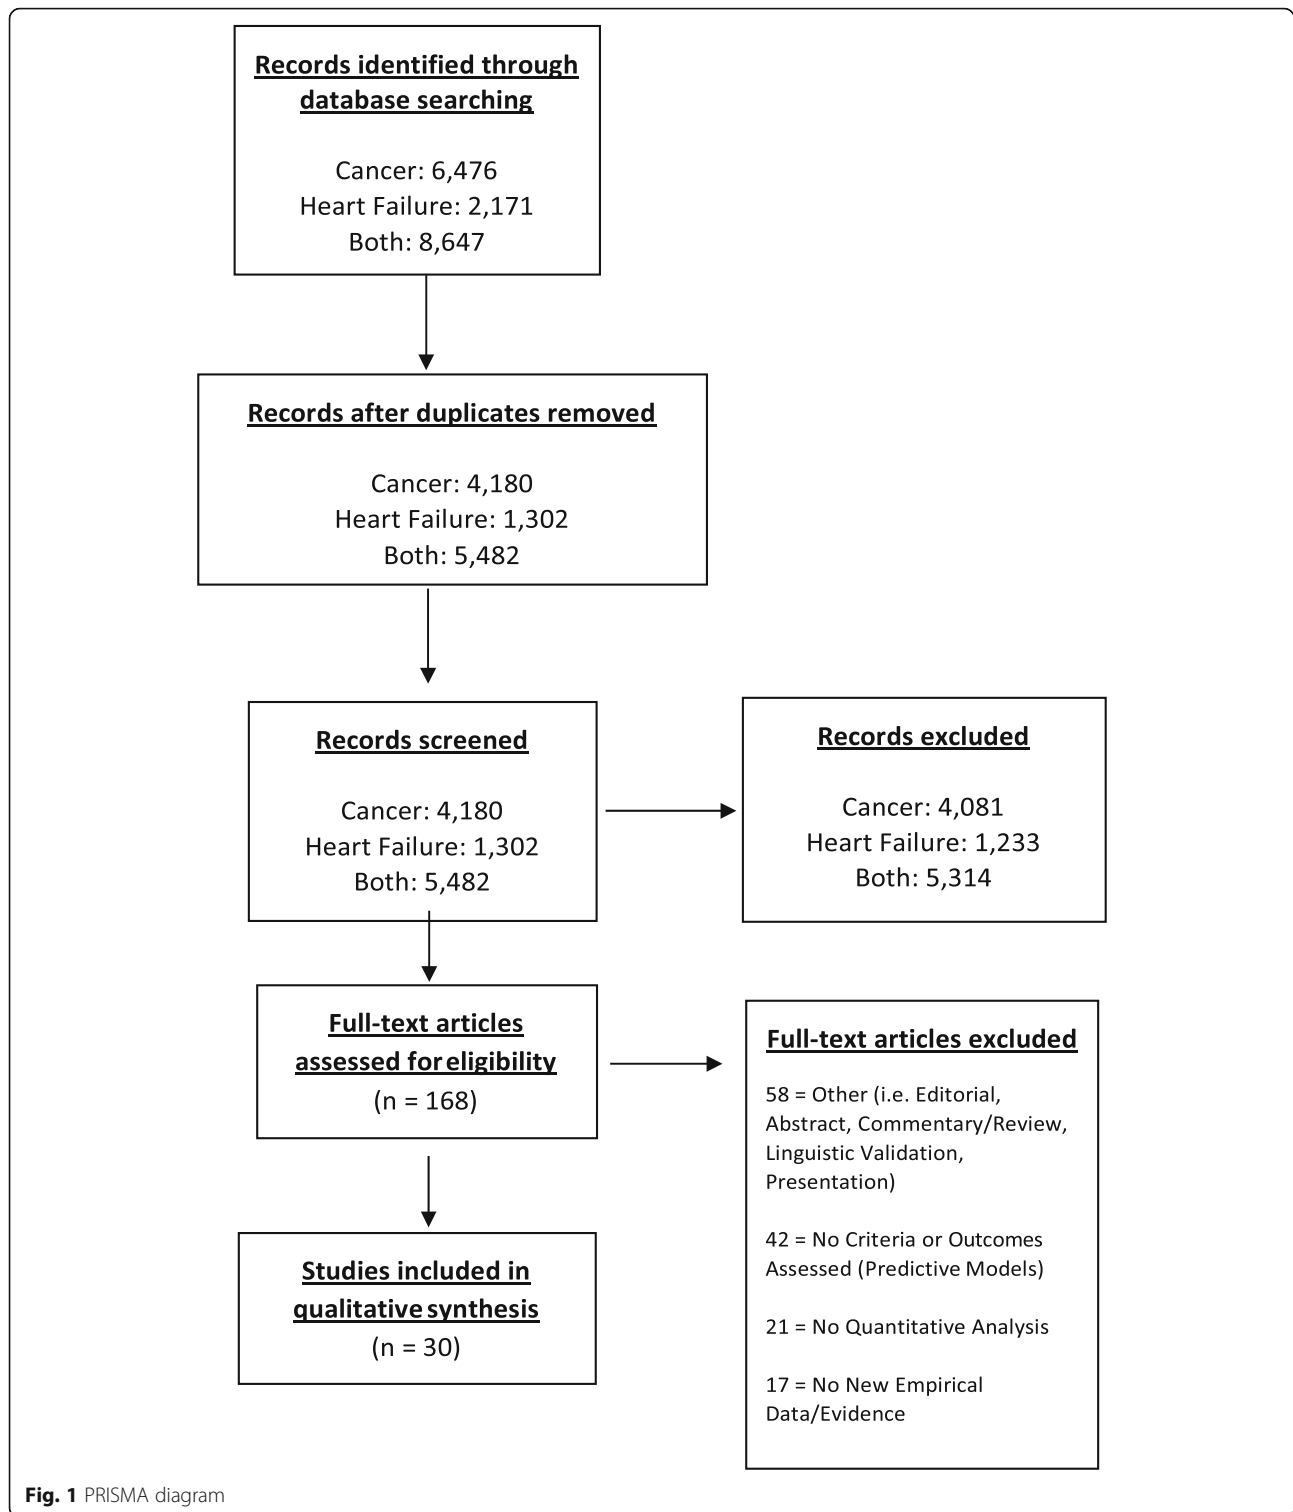 Records identified through
database searching
Cancer: 6,476
Heart Failure: 2,171
Both: 8,647
Records after duplicates removed
Cancer: 4,180
Heart Failure: 1,302
Both: 5,482
Records screened
Cancer: 4,180
Heart Failure: 1,302
Both: 5,482
Records excluded
Cancer: 4,081
Heart Failure: 1,233
Both: 5,314
Full-text articles
assessed for eligibility
(n = 168)
Full-text articles excluded
58 = Other (i.e. Editorial,
Abstract, Commentary/Review,
Linguistic Validation,
Presentation)
42 = No Criteria or Outcomes
Assessed (Predictive Models)
21 = No Quantitative Analysis
17 = No New Empirical
Data/Evidence
Studies included in
qualitative synthesis
(n = 30)
Fig. 1 PRISMA diagram